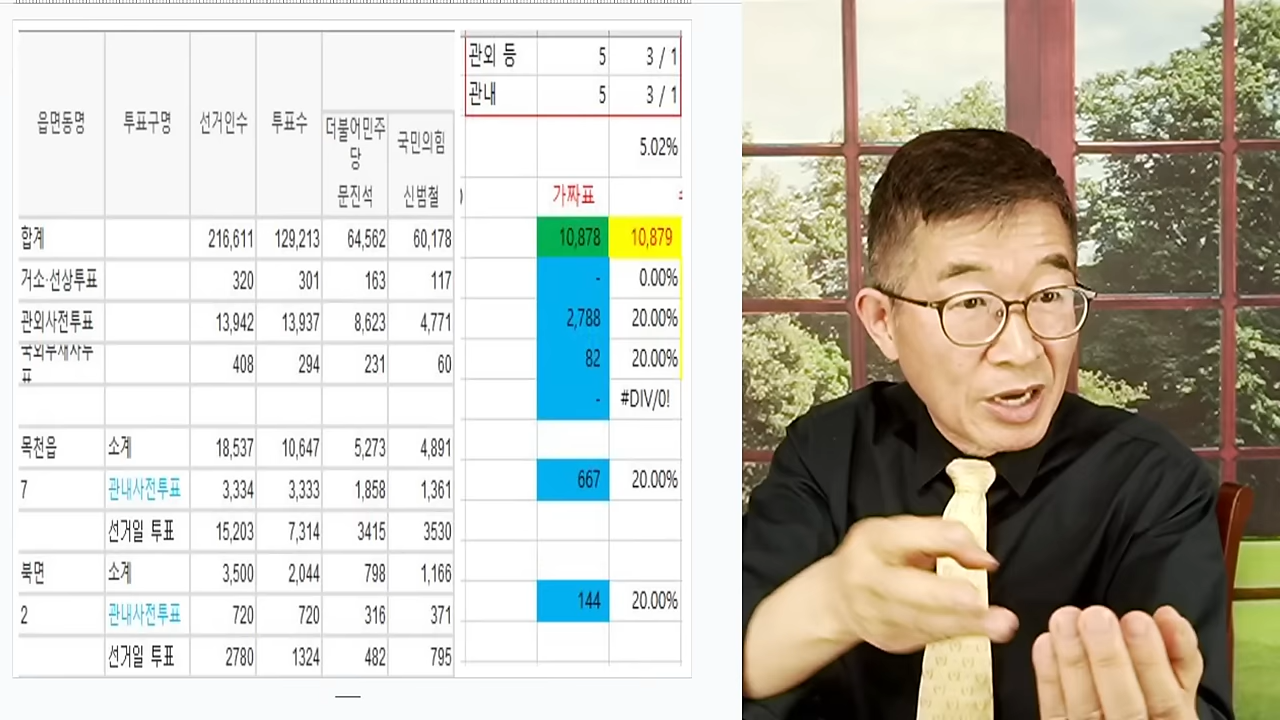 읍면동명 투표구명 선거인수 투표수 더불어민주당 문진석 국민의힘 신범철
합계 216,611 129,213 64,562 60,178
거소·선상투표 320 301 163 117
관외사전투표 13,942 13,937 8,623 4,771
408 294 231 60
목천읍 소계 18,537 10,647 5,273 4,891
7 관내사전투표 3,334 3,333 1,858 1,361
선거일 투표 15,203 7,314 3415 3530
북면 소계 3,500 2,044 798 1,166
2 관내사전투표 720 720 316 371
선거일 투표 2780 1324 482 795
관외 등 5 3 / 1
관내 5 3 / 1
5.02%
가짜표
10,878 10,879
- 0.00%
2,788 20.00%
82 20.00%
- #DIV/0!
667 20.00%
144 20.00%